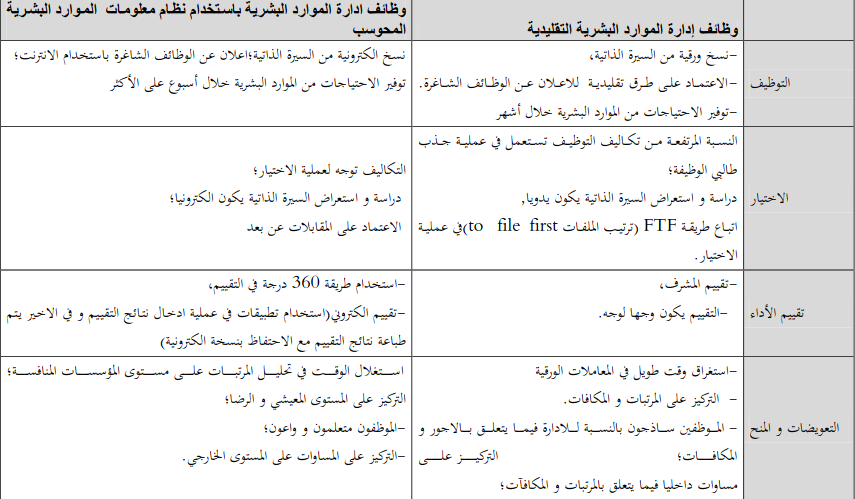 وظائف إدارة الموارد البشرية التقليدية
وظائف ادارة الموارد البشرية باستخدام نظام معلومات الموارد البشرية
المحوسب
التوظيف
–نسخ ورقية من السيرة الذاتية،
–الاعتماد على طرق تقليدية للاعلان عن الوظائف الشاغرة.
–توفير الاحتياجات من الموارد البشرية خلال أشهر
نسخ الكترونية من السيرة الذاتية؛اعلان عن الوظائف الشاغرة باستخدام الانترنت؛
توفير الاحتياجات من الموارد البشرية خلال أسبوع على الأكثر
الاختيار
النسبة المرتفعة من تكاليف التوظيف تستعمل في عملية جذب
طالبي الوظيفة؛
دراسة و استعراض السيرة الذاتية يكون يدويا,
اتباع طريقة FTF (ترتيب الملفات to file first)في عملية
الاختيار.
التكاليف توجه لعملية الاختيار؛
دراسة و استعراض السيرة الذاتية يكون الكترونيا؛
الاعتماد على المقابلات عن بعد
تقييم الأداء
–تقييم المشرف،
–التقييم يكون وجها لوجه.
–استخدام طريقة 360 درجة في التقييم،
–تقييم الكتروني(استخدام تطبيقات في عملية ادخال نتائج التقييم و في الاخير يتم
طباعة نتائج التقييم مع الاحتفاظ بنسخة الكترونية)
التعويضات و المنح
–استغراق وقت طويل في المعاملات الورقية
– التركيز على المرتبات و المكافات.
– الموظفين ساذجون بالنسبة للادارة فيما يتعلق بالاجور و
المكافات؛ التركيز على
مساوات داخليا فيما يتعلق بالمرتبات و المكافآت؛
استغلال الوقت في تحليل المرتبات على مستوى المؤسسات المنافسة؛
التركيز على المستوى المعيشي و الرضا؛
–الموظفون متعلمون و واعون؛
–التركيز على المساوات على المستوى الخارجي.